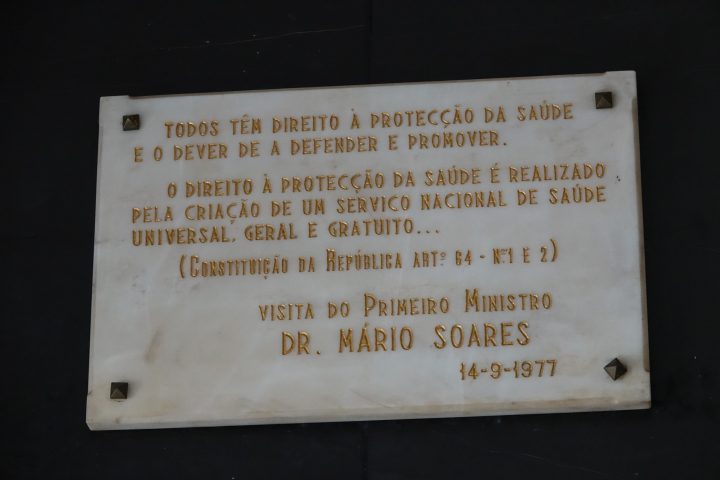 TODOS TÊM DIREITO À PROTECÇÃO DA SAÚDE
E O DEVER DE A DEFENDER E PROMOVER.
O DIREITO À PROTECÇÃO DA SAÚDE É REALIZADO
PELA CRIAÇÃO DE UM SERVICO NACIONAL DE SAÚDE
UNIVERSAL, GERAL E GRATUITO...
(CONSTITUIÇÃO DA REPÚBLICA ARTº 64 - Nº1 E 2)
VISITA DO PRIMEIRO MINISTRO
DR. MÁRIO SOARES
14-9-1977